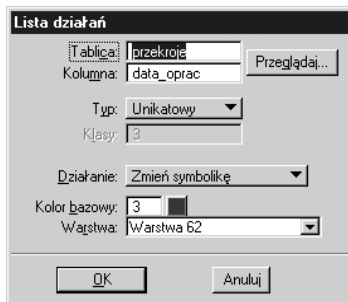 Lista działań
Tablica: przekroje
Kolumna: data_oprac
Przeglądaj...
Typ: Unikatowy
Klasy: 3
Działanie: Zmień symbolikę
Kolor bazowy: 3
Warstwa: Warstwa 62
OK
Anuluj